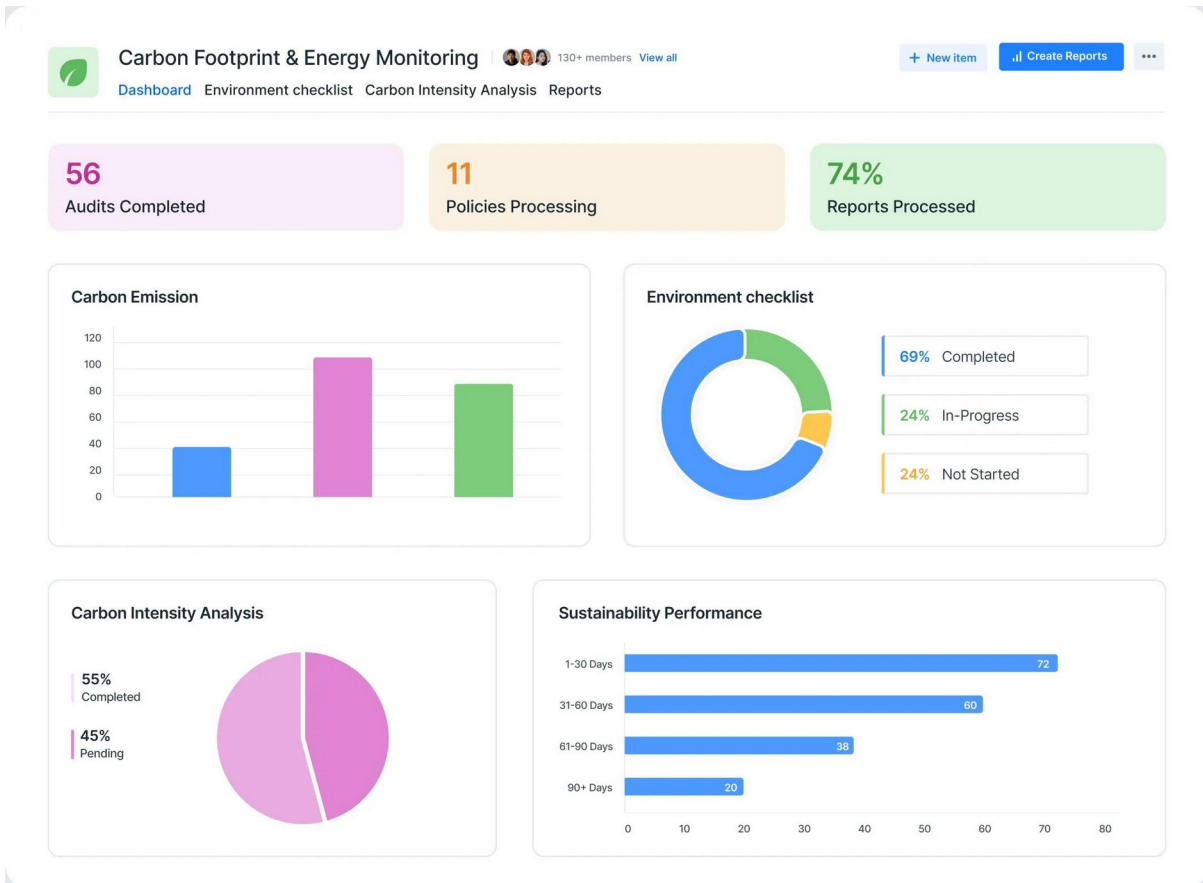 Carbon Footprint & Energy Monitoring
130+ members View all
+ New item
Create Reports
Dashboard Environment checklist Carbon Intensity Analysis Reports
56
Audits Completed
11
Policies Processing
74%
Reports Processed
Carbon Emission
120
100
80
60
40
20
0
Environment checklist
69% Completed
24% In-Progress
24% Not Started
Carbon Intensity Analysis
55%
Completed
45%
Pending
Sustainability Performance
1-30 Days 72
31-60 Days 60
61-90 Days 38
90+ Days 20
0 10 20 30 40 50 60 70 80